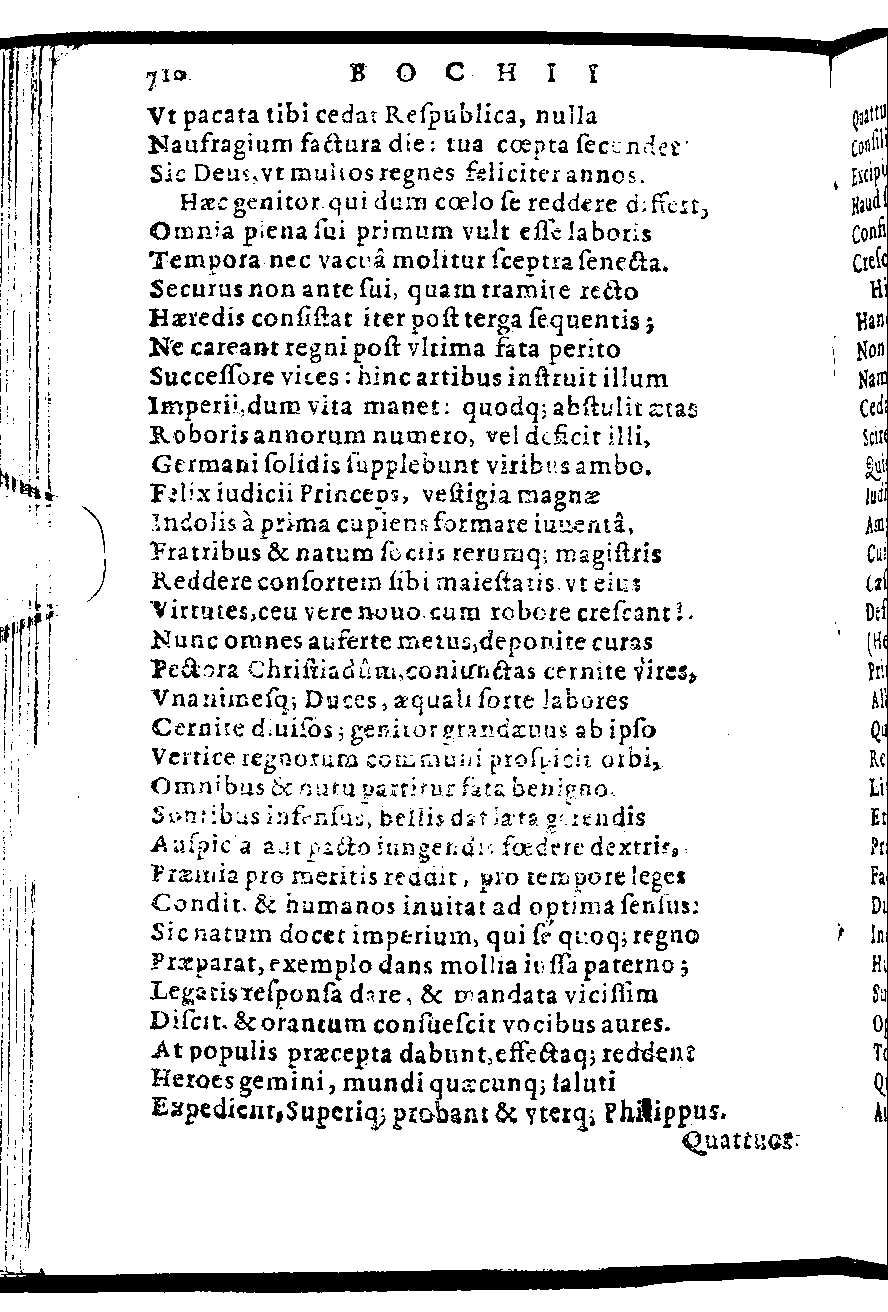 710 BOCHII
Vt pacata tibi cedat Reſpublica, nulla
Naufragium factura die: tua cœpta ſecundet
Sic Deus, vt multos regnes feliciter annos.
Hæc genitor qui dum cœlo ſe reddere differt,
Omnia plena ſui primum vult eſſe laboris
Tempora nec vacuâ molitur ſceptra ſenecta.
Securus non ante ſui, quam tramite recto
Hæredis conſiſtat iter poſt terga ſequentis;
Ne careant regni poſt vltima fata perito
Succeſſore vices: hinc artibus inſtruit illum
Imperii, dum vita manet: quodq; abſtulit ætas
Roboris annorum numero, vel deficit illi,
Germani ſolidis ſupplebunt viribus ambo.
Felix iudicii Princeps, veſtigia magnæ
Indolis à prima cupiens formare iuuentâ,
Fratribus & natum ſociis rerumq; magiſtris
Reddere conſortem ſibi maieſtatis. vt eius
Virtutes, ceu vere nouo. cum robore creſcant!.
Nunc omnes auferte metus, deponite curas
Pectora Chriſtiadûm, coniunctas cernite vires,
Vnanimeſq; Duces, æquali ſorte labores
Cernite diuiſos; genitor grandæuus ab ipſo
Vertice regnorum communi proſpicit orbi,
Omnibus & nutu partitur fata benigno.
Sontibus infenſus, bellis dat læta gerendis
Auſpicia aut pacto iungendis fœdere dextris,
Præmia pro meritis reddit, pro tempore leges
Condit. & humanos inuitat ad optima ſenſus:
Sic natum docet imperium, qui ſé quoq; regno
Præparat, exemplo dans mollia iuſſa paterno;
Legatis reſponſa dare, & mandata viciſſim
Diſcit. & orantum conſueſcit vocibus aures.
At populis præcepta dabunt, effectaq; reddent
Heroes gemini, mundi quæcunq; ſaluti
Expedient, Superiq; probant & vterq; Philippus.
Quattuor
Hi
Non